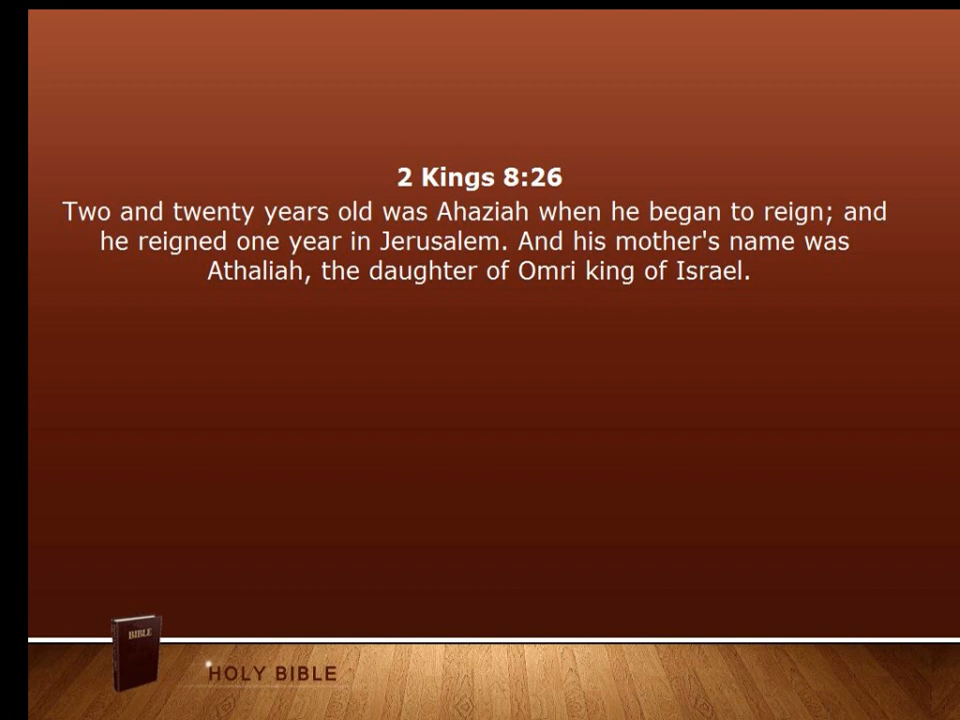 2 Kings 8:26
Two and twenty years old was Ahaziah when he began to reign; and
he reigned one year in Jerusalem. And his mother's name was
Athaliah, the daughter of Omri king of Israel.
BIBLE
HOLY BIBLE